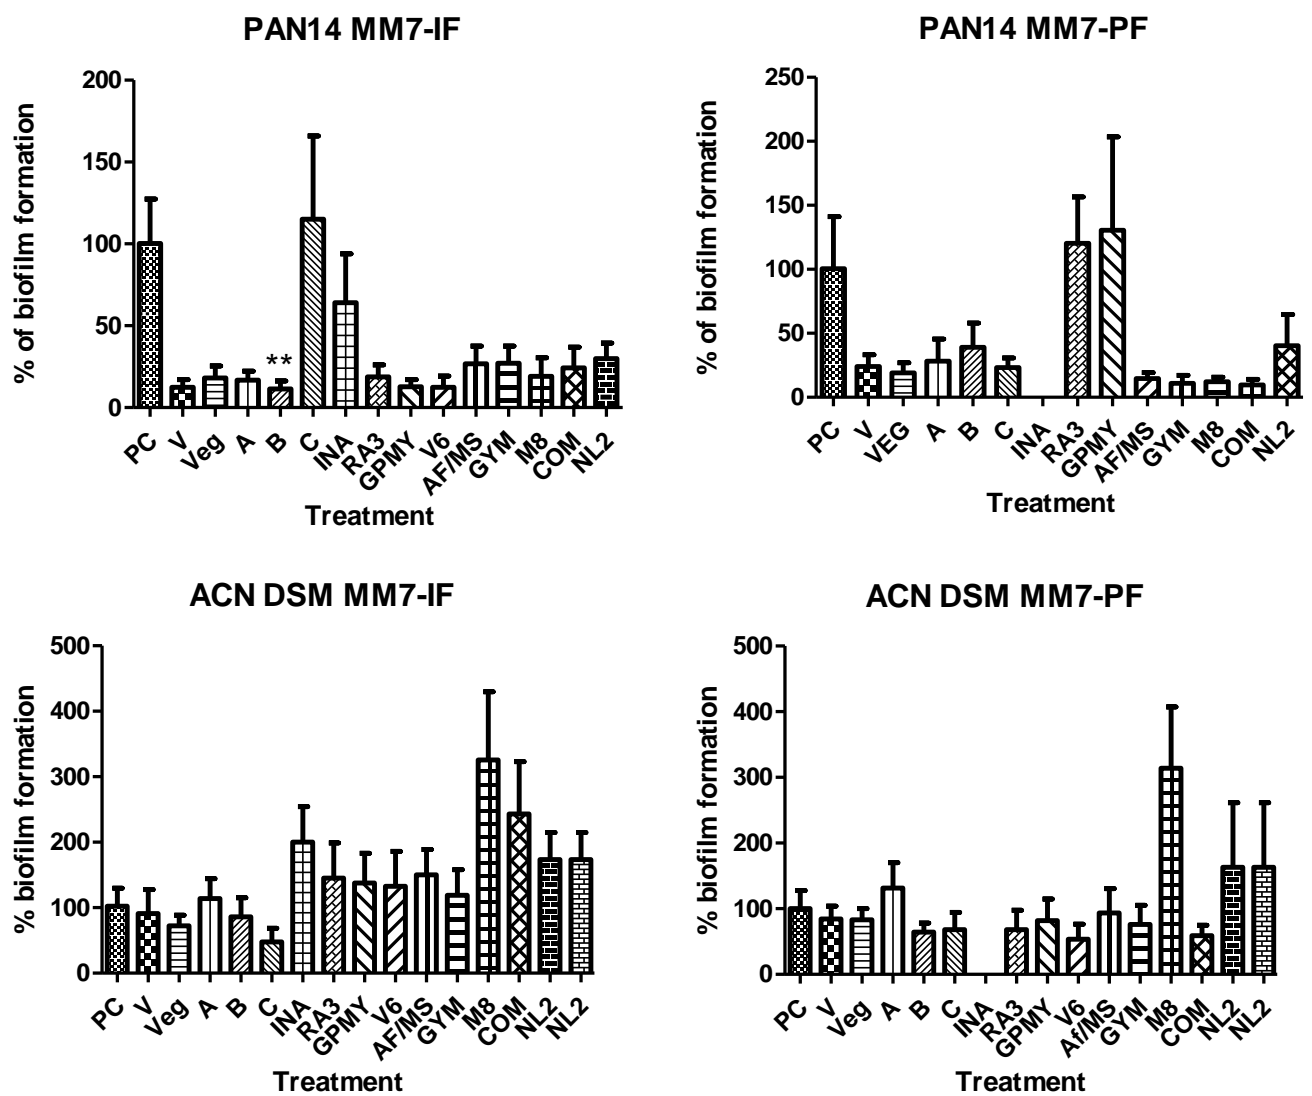 PAN14 MM7-IF
% of biofilm formation
200
150
100
50
0
**
PC V Veg A B C INA RA3 GPMY V6 AF/MS GYM M8 COM NL2
Treatment
PAN14 MM7-PF
% of biofilm formation
250
200
150
100
50
0
PC V VEG A B C INA RA3 GPMY AF/MS GYM M8 COM NL2
Treatment
ACN DSM MM7-IF
% biofilm formation
500
400
300
200
100
0
PC V Veg A B C INA RA3 GPMY V6 AF/MS GYM M8 COM NL2 NL2
Treatment
ACN DSM MM7-PF
% biofilm formation
500
400
300
200
100
0
PC V Veg A B C INA RA3 GPMY V6 Af/MS GYM M8 COM NL2 NL2
Treatment